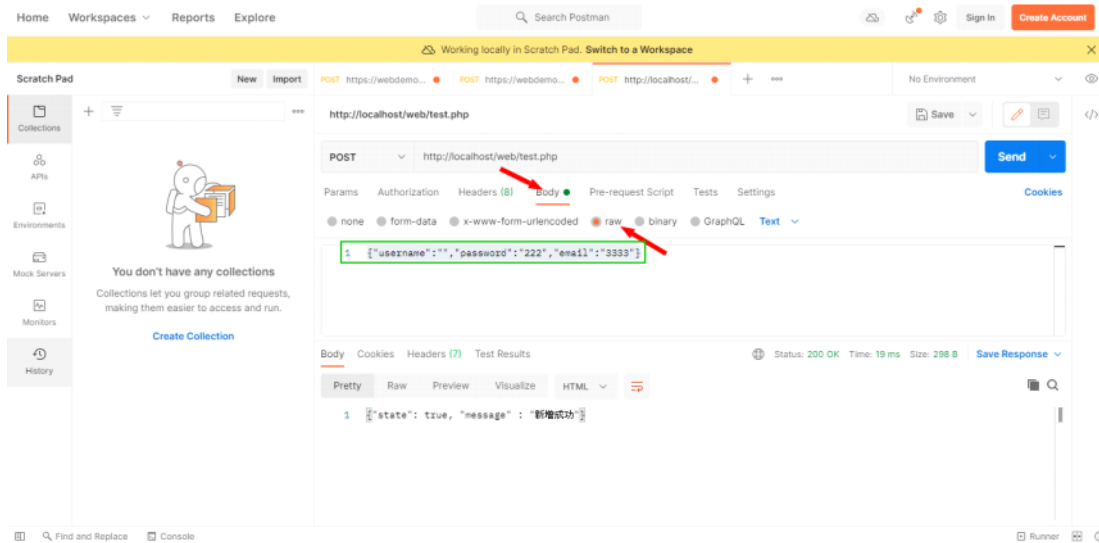 Home Workspaces Reports Explore Search Postman Sign In Create Account
Working locally in Scratch Pad. Switch to a Workspace
Scratch Pad New Import POST https://webdemo... POST https://webdemo... POST http://localhost/... No Environment
http://localhost/web/test.php Save
Collections
APIs
Environments
Mock Servers
Monitors
History
You don't have any collections
Collections let you group related requests,
making them easier to access and run.
Create Collection
POST http://localhost/web/test.php Send
Params Authorization Headers (8) Body Pre-request Script Tests Settings Cookies
none form-data x-www-form-urlencoded raw binary GraphQL Text
1 {"username":"","password":"222","email":"3333"}
Body Cookies Headers (7) Test Results Status: 200 OK Time: 19 ms Size: 298 B Save Response
Pretty Raw Preview Visualize HTML
1 {"state": true, "message" : "新增成功"}
Find and Replace Console Runner